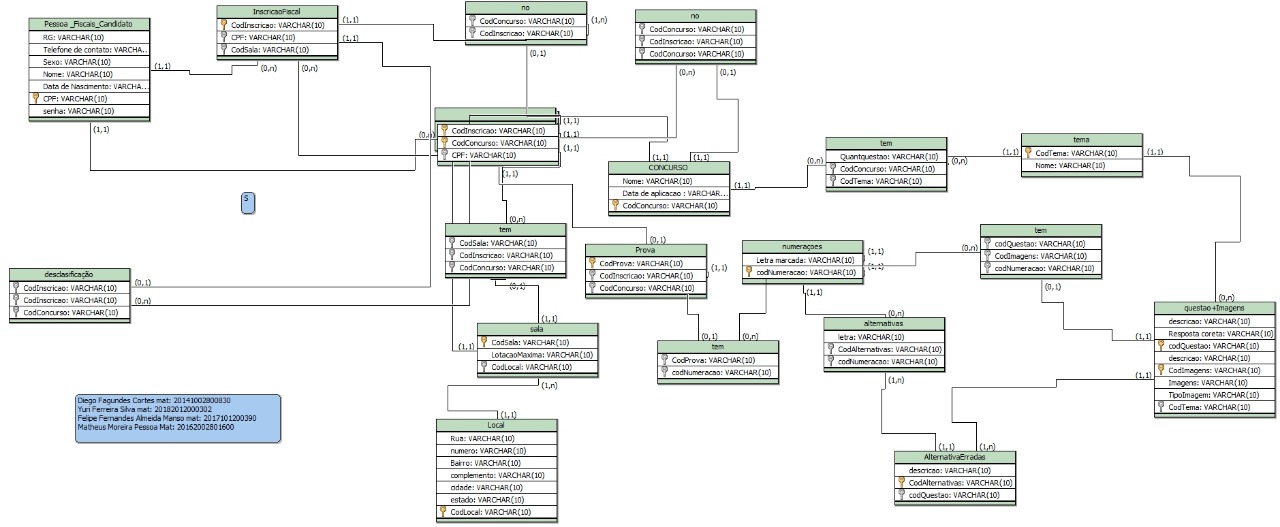 Pessoa _Fiscais_Candidato
RG: VARCHAR(10)
Telefone de contato: VARCHA...
Sexo: VARCHAR(10)
Nome: VARCHAR(10)
Data de Nascimento: VARCHA...
CPF: VARCHAR(10)
senha: VARCHAR(10)
(1,1)
(1,1)
InscricaoFiscal
CodInscricao: VARCHAR(10)
CPF: VARCHAR(10)
CodSala: VARCHAR(10)
(1,1)
(1,1)
(0,n)
(0,n)
no
CodConcurso: VARCHAR(10)
CodInscricao: VARCHAR(10)
(1,n)
(0,1)
no
CodConcurso: VARCHAR(10)
CodInscricao: VARCHAR(10)
CodConcurso: VARCHAR(10)
(0,n)
(0,1)
CodInscricao: VARCHAR(10)
CodConcurso: VARCHAR(10)
CPF: VARCHAR(10)
(0,n)
(1,1)
(1,1)
(1,1)
(1,1)
CONCURSO
Nome: VARCHAR(10)
Data de aplicacao : VARCHAR...
CodConcurso: VARCHAR(10)
(1,1)
(1,1)
(1,1)
tem
Quantquestao: VARCHAR(10)
CodConcurso: VARCHAR(10)
CodTema: VARCHAR(10)
(0,n)
(0,n)
tema
CodTema: VARCHAR(10)
Nome: VARCHAR(10)
(1,1)
(1,1)
S
tem
CodSala: VARCHAR(10)
CodInscricao: VARCHAR(10)
CodConcurso: VARCHAR(10)
(0,n)
(0,1)
Prova
CodProva: VARCHAR(10)
CodInscricao: VARCHAR(10)
CodConcurso: VARCHAR(10)
(0,1)
(1,1)
numeraçoes
Letra marcada: VARCHAR(10)
codNumeracao: VARCHAR(10)
(1,1)
(1,1)
(1,1)
tem
codQuestao: VARCHAR(10)
CodImagens: VARCHAR(10)
codNumeracao: VARCHAR(10)
(0,n)
(0,1)
desclasificação
CodInscricao: VARCHAR(10)
CodInscricao: VARCHAR(10)
CodConcurso: VARCHAR(10)
(0,1)
(0,n)
sala
CodSala: VARCHAR(10)
LotacaoMaxima: VARCHAR(10)
CodLocal: VARCHAR(10)
(1,1)
(1,1)
(1,n)
tem
CodProva: VARCHAR(10)
codNumeracao: VARCHAR(10)
(0,1)
(0,n)
alternativas
letra: VARCHAR(10)
CodAlternativas: VARCHAR(10)
codNumeracao: VARCHAR(10)
(0,n)
(1,n)
questao+Imagens
descricao: VARCHAR(10)
Resposta coreta: VARCHAR(10)
codQuestao: VARCHAR(10)
descricao: VARCHAR(10)
CodImagens: VARCHAR(10)
Imagens: VARCHAR(10)
TipoImagem: VARCHAR(10)
CodTema: VARCHAR(10)
(0,n)
(1,1)
(1,1)
Diego Fagundes Cortes mat: 20141002800830
Yuri Ferreira Silva mat: 20182012000302
Felipe Fernandes Almeida Manso mat: 2017101200390
Matheus Moreira Pessoa Mat: 20162002801600
Local
Rua: VARCHAR(10)
numero: VARCHAR(10)
Bairro: VARCHAR(10)
complemento: VARCHAR(10)
cidade: VARCHAR(10)
estado: VARCHAR(10)
CodLocal: VARCHAR(10)
(1,1)
AlternativaErradas
descricao: VARCHAR(10)
CodAlternativas: VARCHAR(10)
codQuestao: VARCHAR(10)
(1,1)
(1,n)